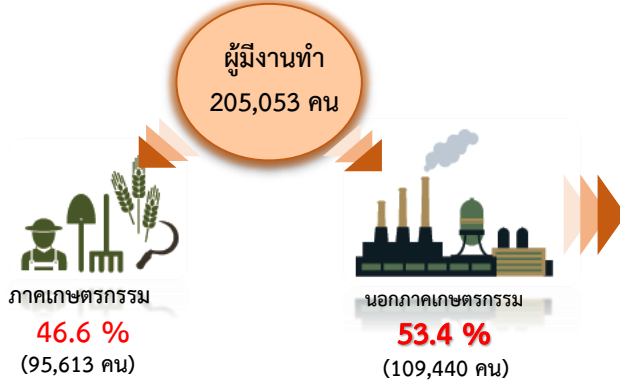 ผู้มีงานทำ
205,053 คน
ภาคเกษตรกรรม
46.6 %
(95,613 คน)
นอกภาคเกษตรกรรม
53.4 %
(109,440 คน)